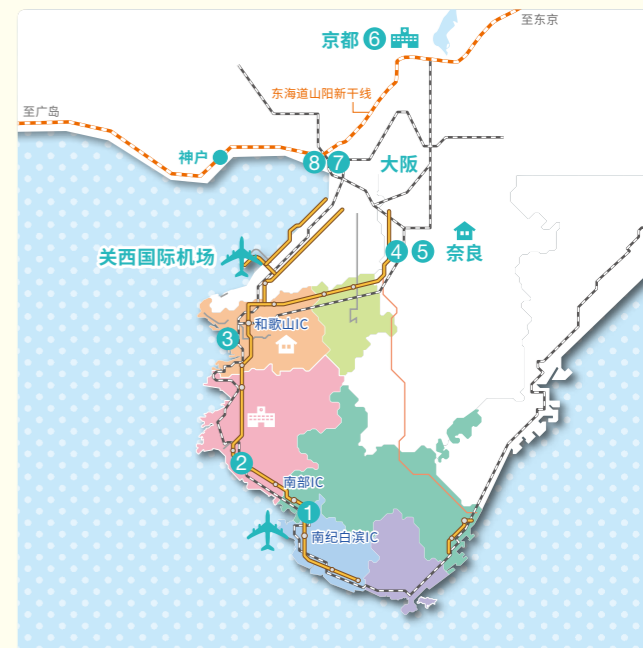 至东京
京都 6
东海道山阳新干线
至广岛
神户
8 7
大阪
4 5
奈良
关西国际机场
和歌山IC
3
2
南部IC
1
南纪白滨IC